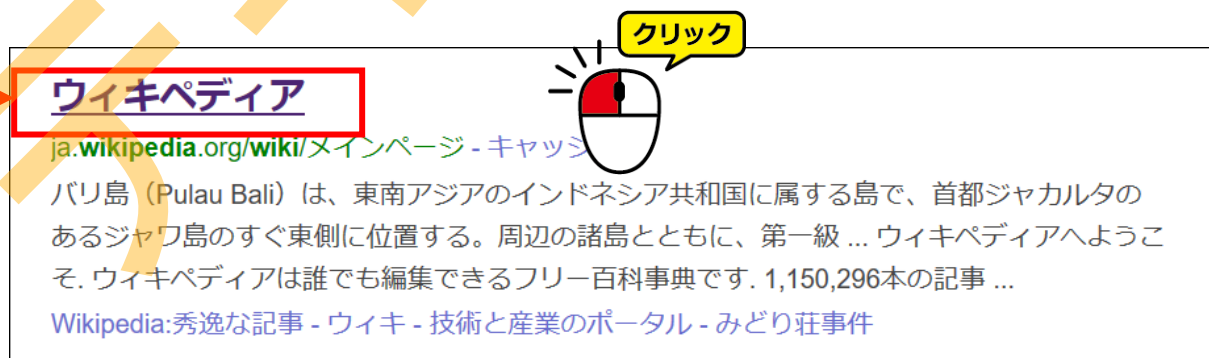 クリック
ウィキペディア
ja.wikipedia.org/wiki/メインページ - キャッシ
バリ島（Pulau Bali）は、東南アジアのインドネシア共和国に属する島で、首都ジャカルタの
あるジャワ島のすぐ東側に位置する。周辺の諸島とともに、第一級 ... ウィキペディアへようこ
そ. ウィキペディアは誰でも編集できるフリー百科事典です. 1,150,296本の記事 ...
Wikipedia:秀逸な記事 - ウィキ - 技術と産業のポータル - みどり荘事件